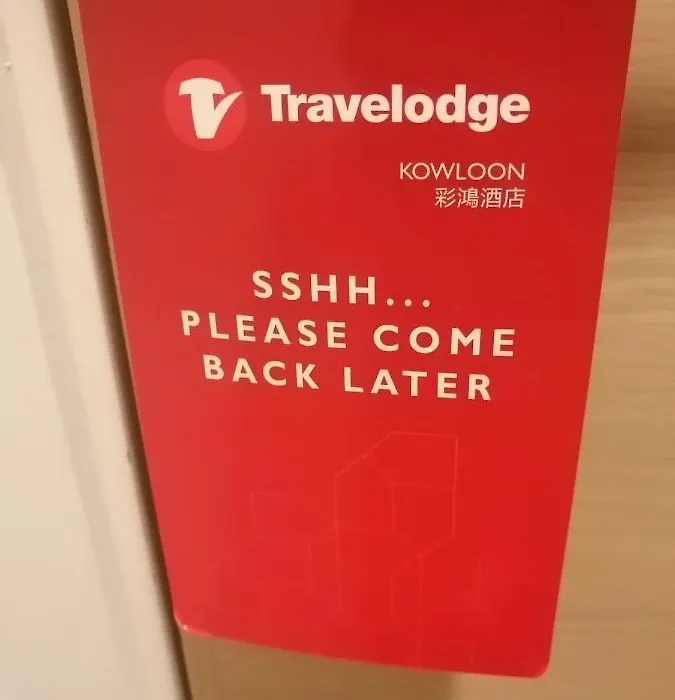 Travelodge
KOWLOON
彩鴻酒店
SSHH...
PLEASE COME
BACK LATER